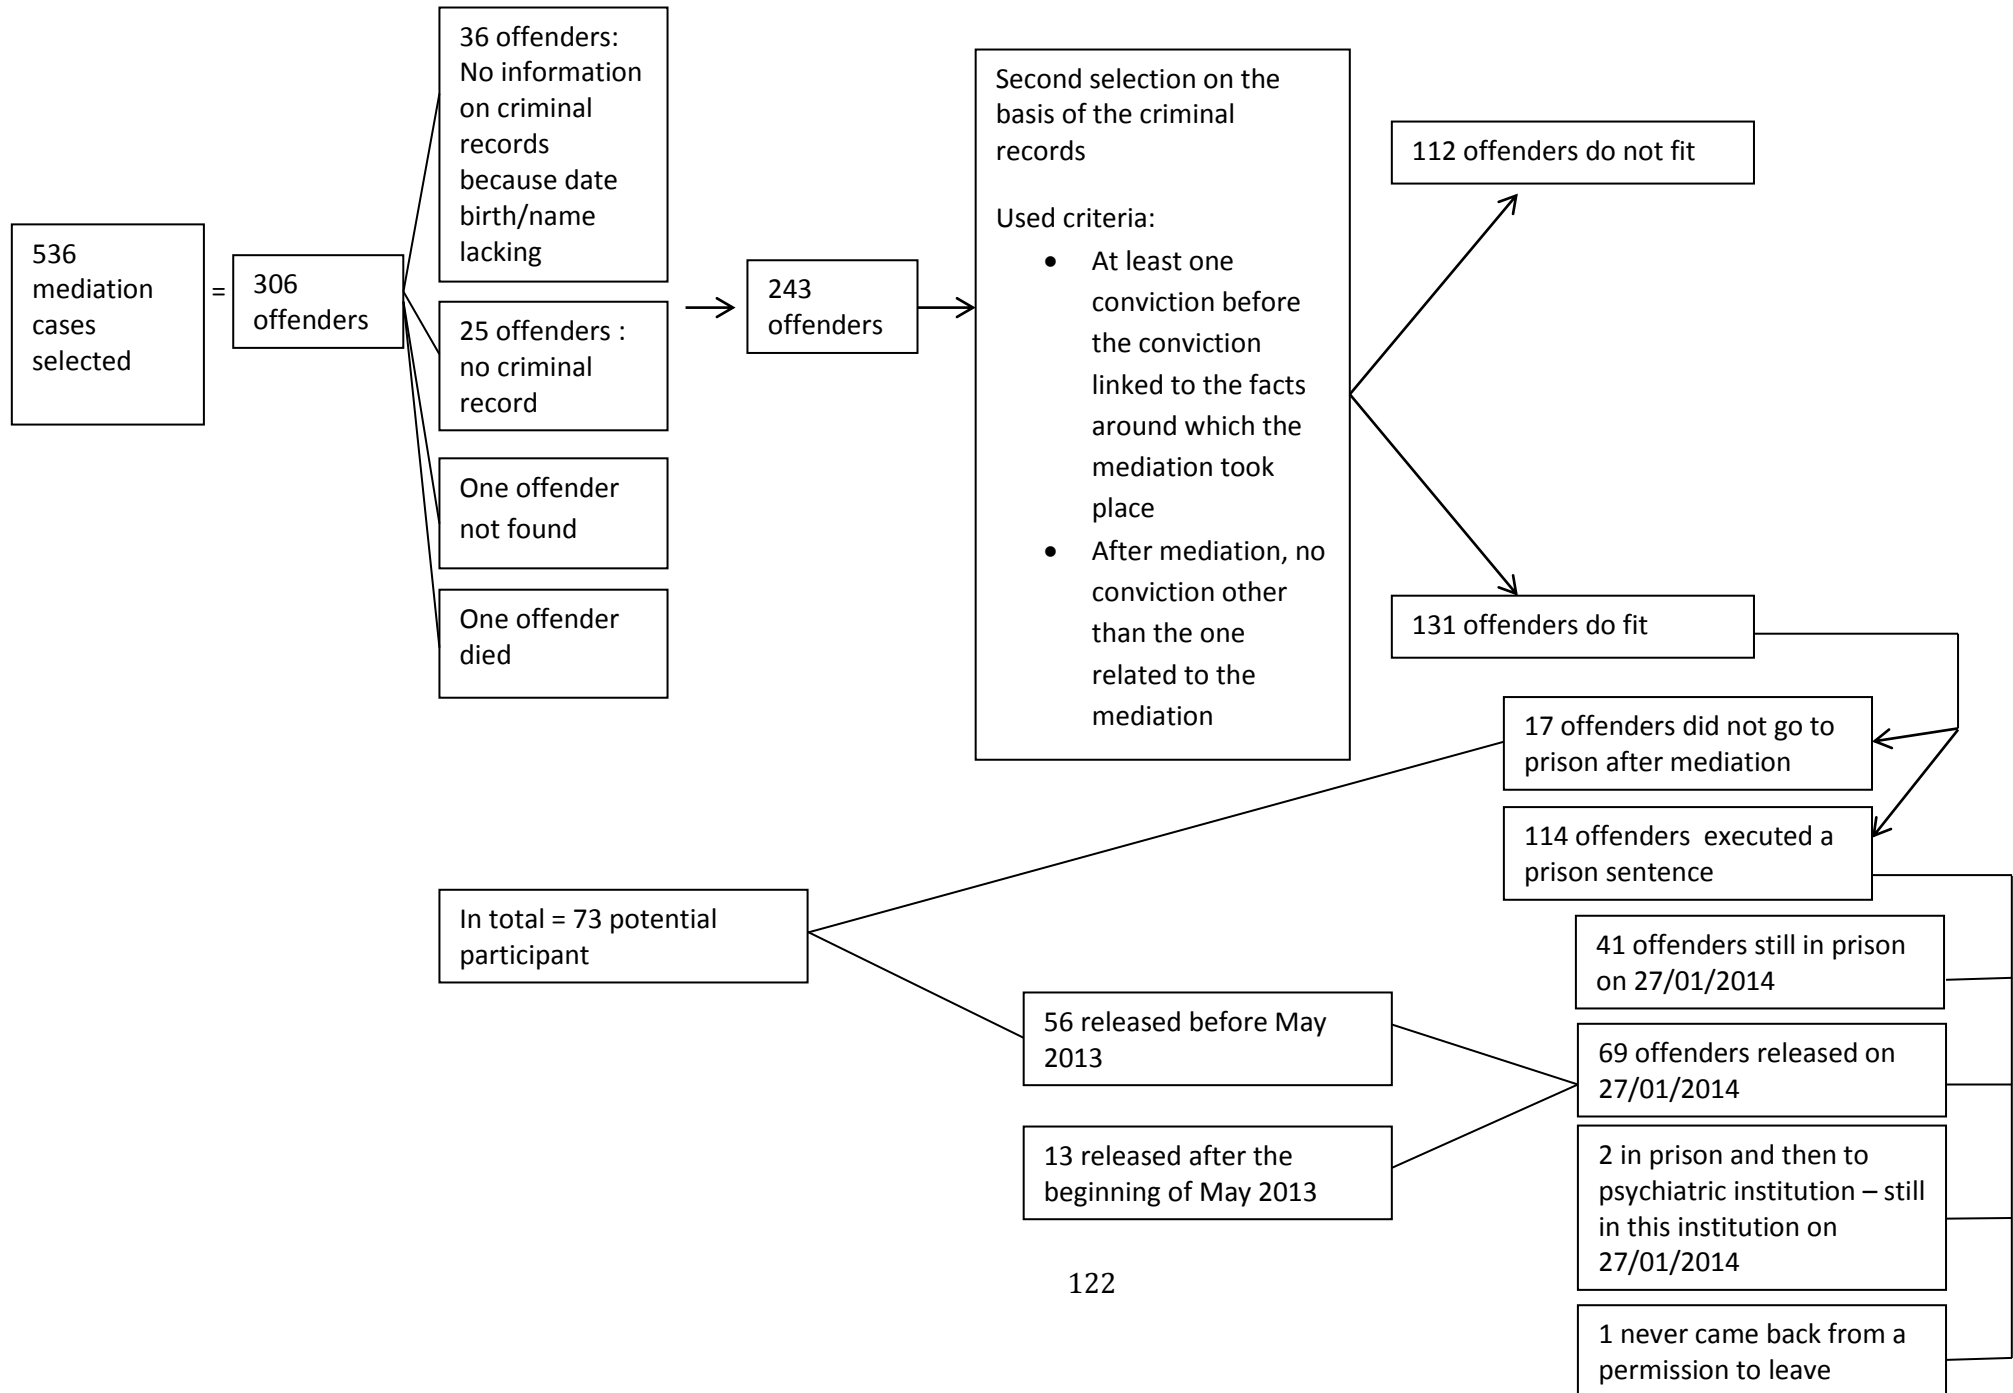 536
mediation
cases
selected
=
306
offenders
36 offenders:
No information
on criminal
records
because date
birth/name
lacking
25 offenders :
no criminal
record
One offender
not found
One offender
died
243
offenders
Second selection on the
basis of the criminal
records
Used criteria:
• At least one
conviction before
the conviction
linked to the facts
around which the
mediation took
place
• After mediation, no
conviction other
than the one
related to the
mediation
112 offenders do not fit
131 offenders do fit
17 offenders did not go to
prison after mediation
114 offenders executed a
prison sentence
41 offenders still in prison
on 27/01/2014
69 offenders released on
27/01/2014
2 in prison and then to
psychiatric institution – still
in this institution on
27/01/2014
1 never came back from a
permission to leave
56 released before May
2013
13 released after the
beginning of May 2013
In total = 73 potential
participant
122